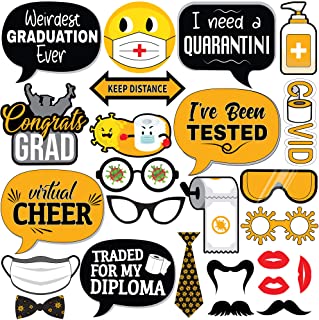 Weirdest
GRADUATION
Ever
I need a
QUARANTINI
KEEP DISTANCE
Congrats
GRAD
I've Been
TESTED
COVID
virtual
CHEER
TRADED
FOR MY
DIPLOMA